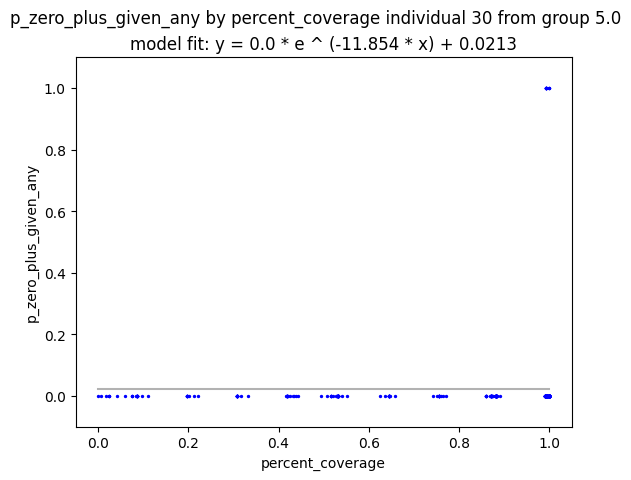 p_zero_plus_given_any by percent_coverage individual 30 from group 5.0
model fit: y = 0.0 * e ^ (-11.854 * x) + 0.0213
1.0
0.8
0.6
0.4
0.2
0.0
p_zero_plus_given_any
0.0 0.2 0.4 0.6 0.8 1.0
percent_coverage